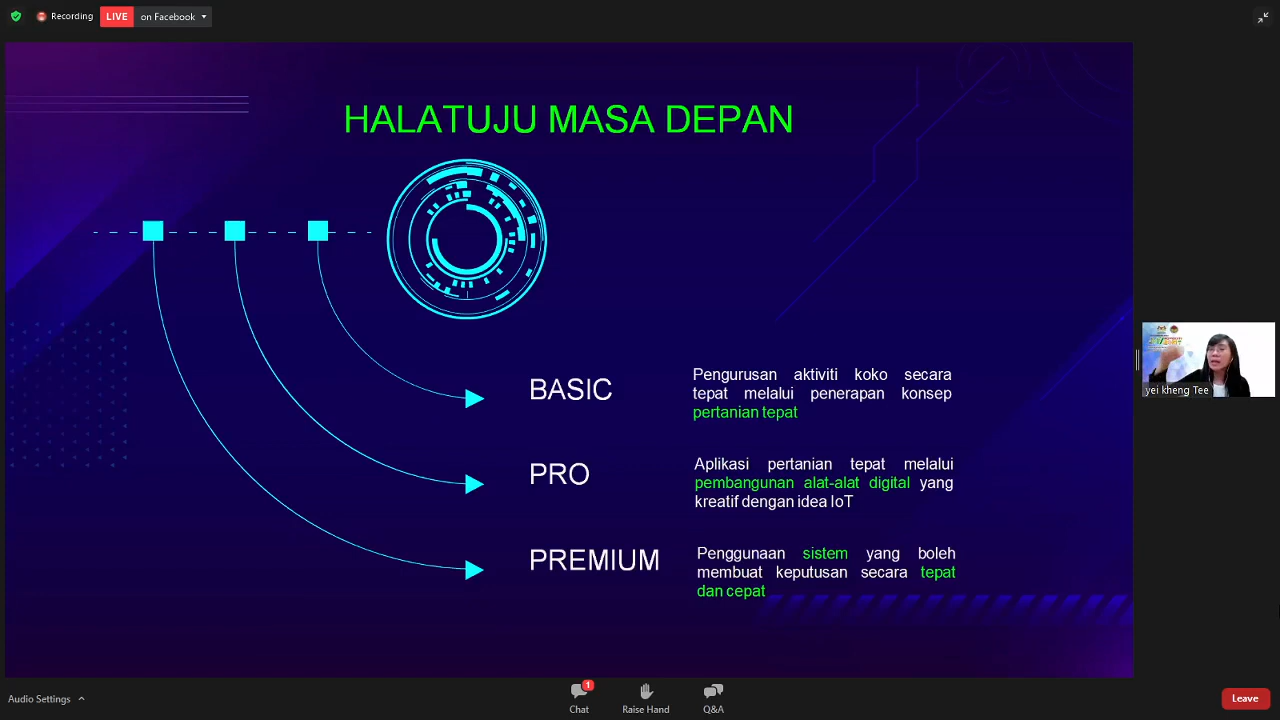 Recording
LIVE
on Facebook
HALATUJU MASA DEPAN
BASIC
Pengurusan aktiviti koko secara
tepat melalui penerapan konsep
pertanian tepat
PRO
Aplikasi pertanian tepat melalui
pembangunan alat-alat digital yang
kreatif dengan idea IoT
PREMIUM
Penggunaan sistem yang boleh
membuat keputusan secara tepat
dan cepat
yei kheng Tee
Audio Settings
1
Chat
Raise Hand
Q&A
Leave